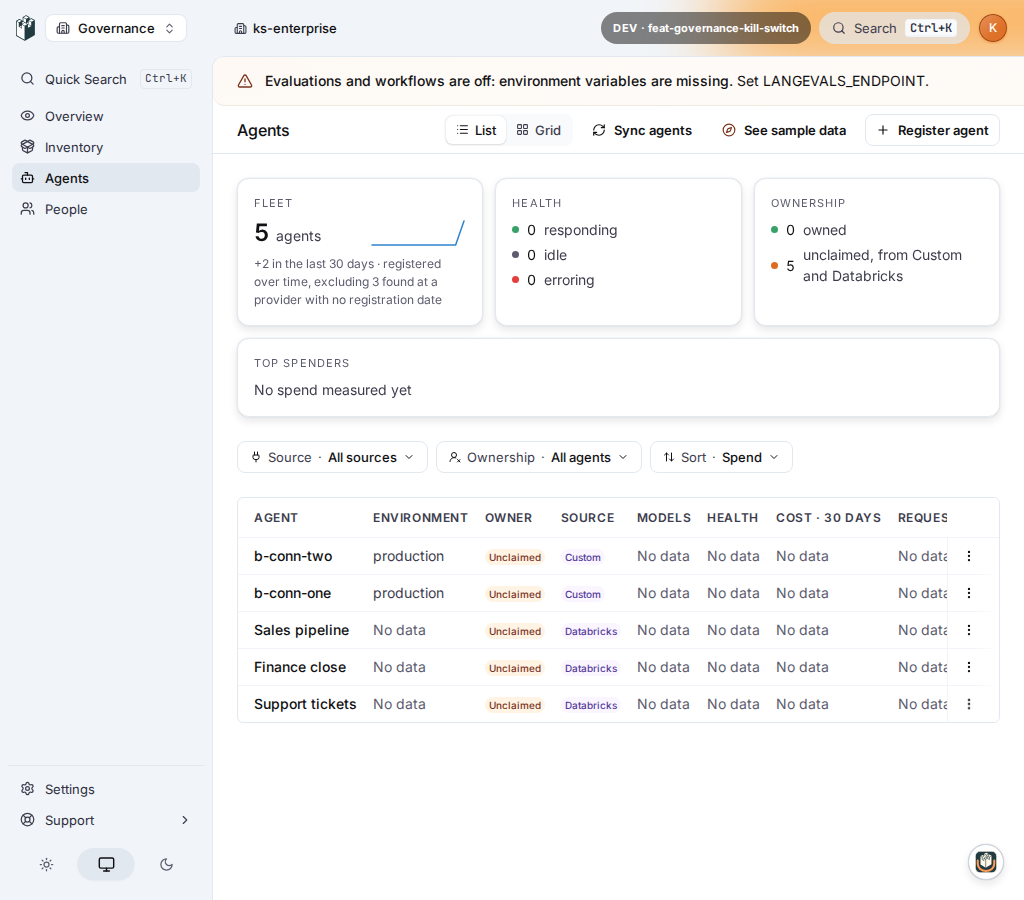 Governance
ks-enterprise
DEV · feat-governance-kill-switch
Search Ctrl+K
K
Quick Search Ctrl+K
Overview
Inventory
Agents
People
Settings
Support
Evaluations and workflows are off: environment variables are missing. Set LANGEVALS_ENDPOINT.
Agents
List
Grid
Sync agents
See sample data
Register agent
FLEET
5 agents
+2 in the last 30 days · registered
over time, excluding 3 found at a
provider with no registration date
HEALTH
0 responding
0 idle
0 erroring
OWNERSHIP
0 owned
5 unclaimed, from Custom
and Databricks
TOP SPENDERS
No spend measured yet
Source · All sources
Ownership · All agents
Sort · Spend
AGENT ENVIRONMENT OWNER SOURCE MODELS HEALTH COST · 30 DAYS REQUES
b-conn-two production Unclaimed Custom No data No data No data No data
b-conn-one production Unclaimed Custom No data No data No data No data
Sales pipeline No data Unclaimed Databricks No data No data No data No data
Finance close No data Unclaimed Databricks No data No data No data No data
Support tickets No data Unclaimed Databricks No data No data No data No data